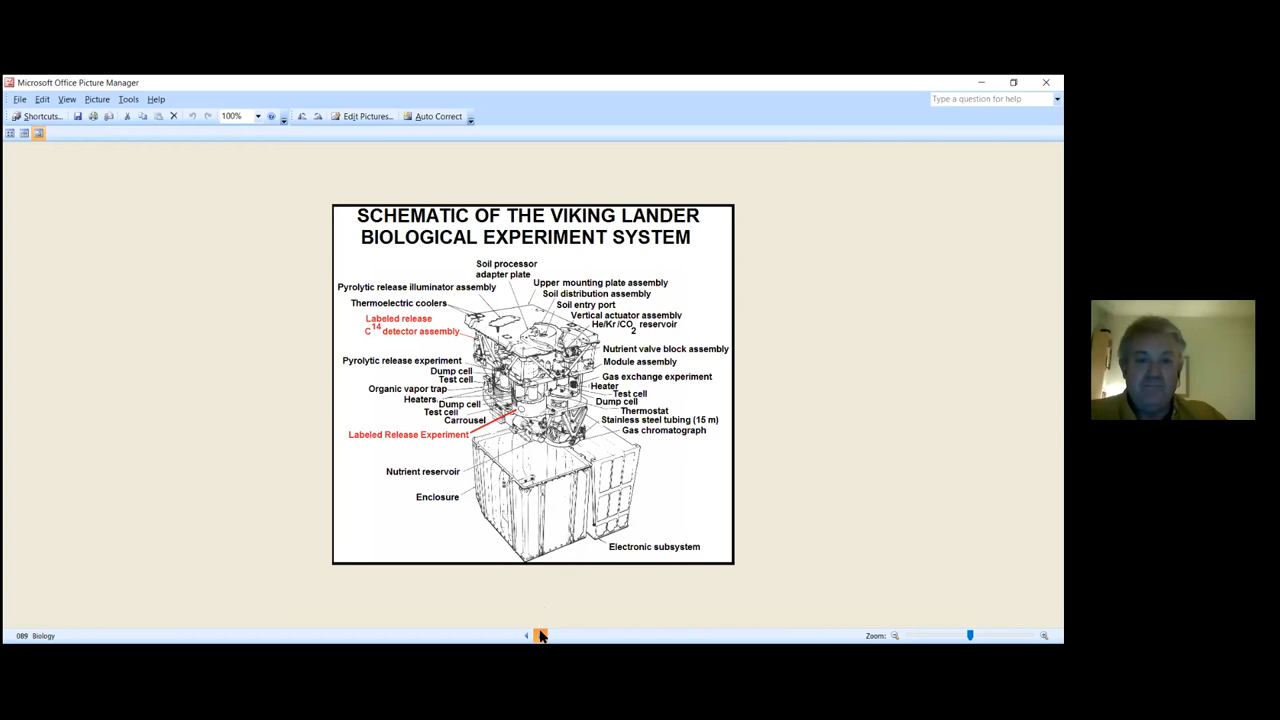 Microsoft Office Picture Manager
File Edit View Picture Tools Help
Type a question for help
Shortcuts...
100%
Edit Pictures...
Auto Correct
SCHEMATIC OF THE VIKING LANDER
BIOLOGICAL EXPERIMENT SYSTEM
Soil processor
adapter plate
Upper mounting plate assembly
Pyrolytic release illuminator assembly
Soil distribution assembly
Thermoelectric coolers
Soil entry port
Labeled release
C14 detector assembly
Vertical actuator assembly
He/Kr/CO2 reservoir
Nutrient valve block assembly
Pyrolytic release experiment
Module assembly
Dump cell
Test cell
Gas exchange experiment
Organic vapor trap
Heater
Heaters
Test cell
Dump cell
Dump cell
Test cell
Thermostat
Carrousel
Stainless steel tubing (15 m)
Labeled Release Experiment
Gas chromatograph
Nutrient reservoir
Enclosure
Electronic subsystem
089 Biology
Zoom: